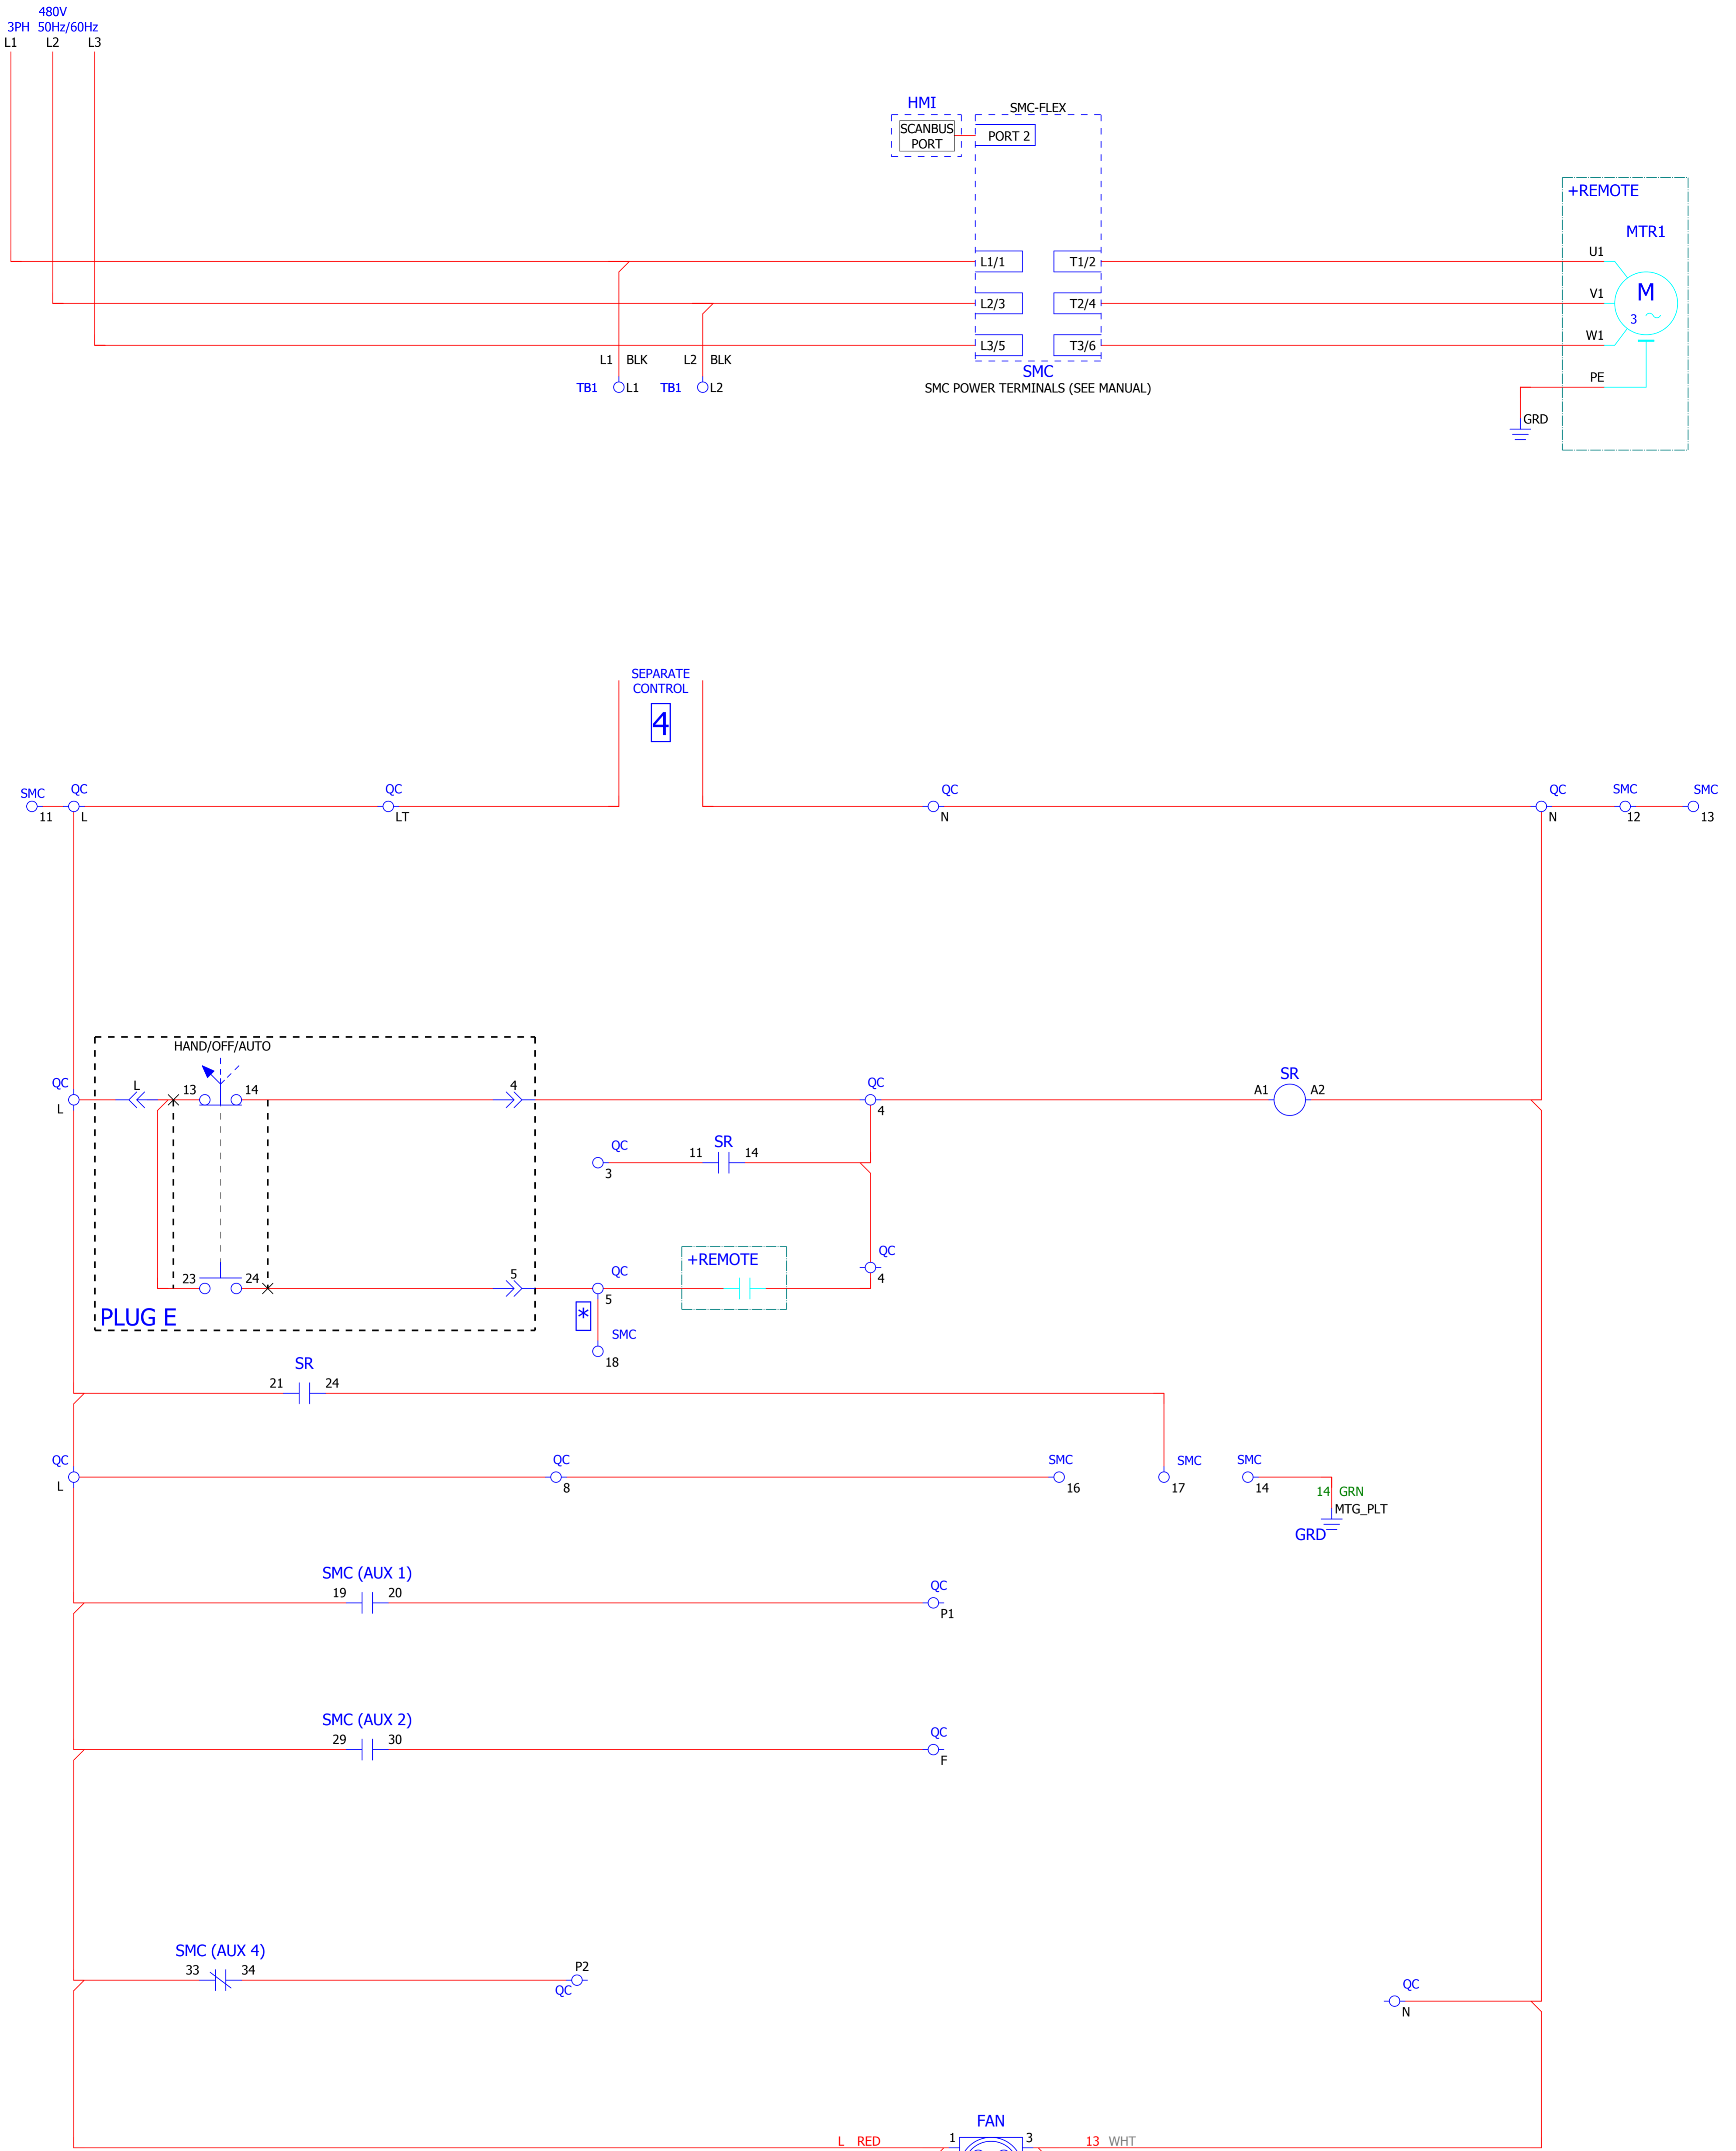 480V
3PH 50Hz/60Hz
L1 L2 L3
HMI
SMC-FLEX
SCANBUS
PORT
PORT 2
+REMOTE
MTR1
L1/1 T1/2 U1
L2/3 T2/4 V1
M
3
L3/5 T3/6 W1
L1 BLK L2 BLK
SMC
TB1 L1 TB1 L2
SMC POWER TERMINALS (SEE MANUAL)
PE
GRD
SEPARATE
CONTROL
4
SMC QC QC QC QC SMC SMC
11 L LT N N 12 13
HAND/OFF/AUTO
QC L 13 14 4 QC SR
A1 A2
L 4
QC SR
11 14
3
+REMOTE QC
23 24 5 QC 4
5
PLUG E *
SMC
18
SR
21 24
QC QC SMC SMC SMC
L 8 16 17 14
14 GRN
MTG_PLT
GRD
SMC (AUX 1)
19 20 QC
P1
SMC (AUX 2)
29 30 QC
F
SMC (AUX 4)
33 34 P2
QC
QC
N
FAN
L RED 1 3 13 WHT